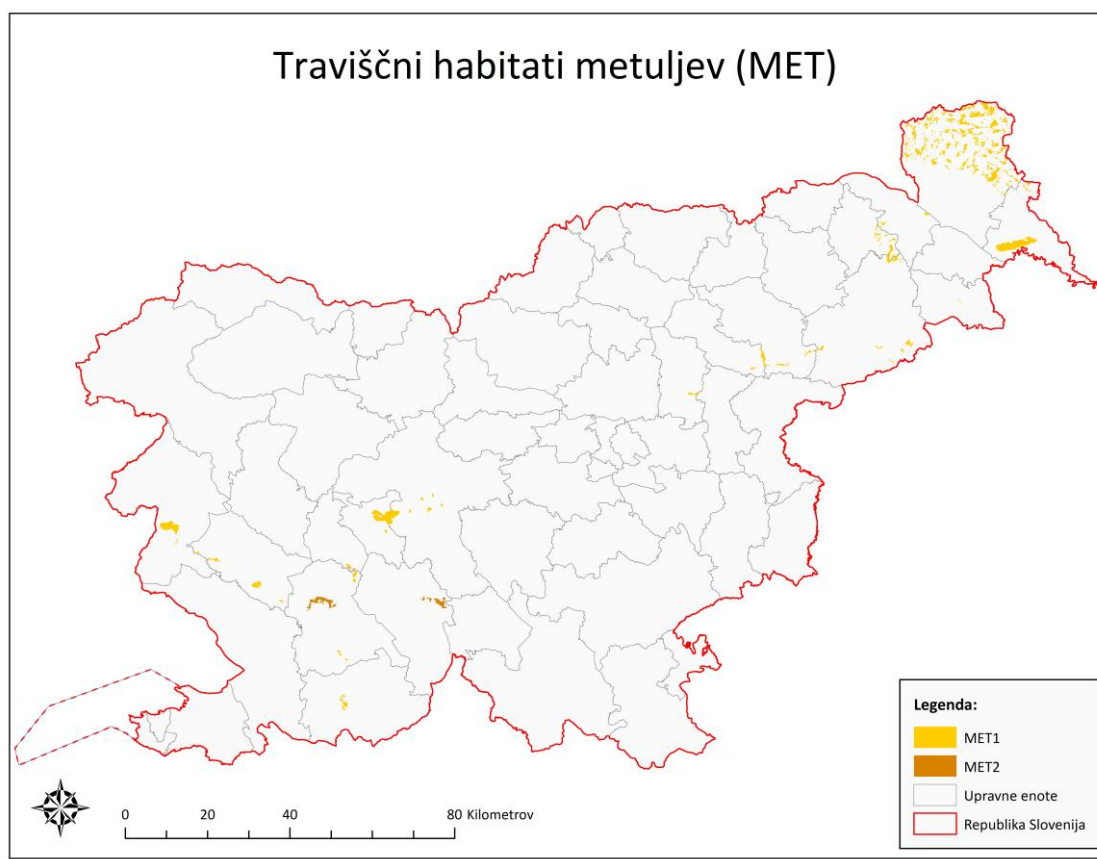 Traviščni habitati metuljev (MET)
Legenda:
MET1
MET2
Upravne enote
Republika Slovenija
0 20 40 80 Kilometrov